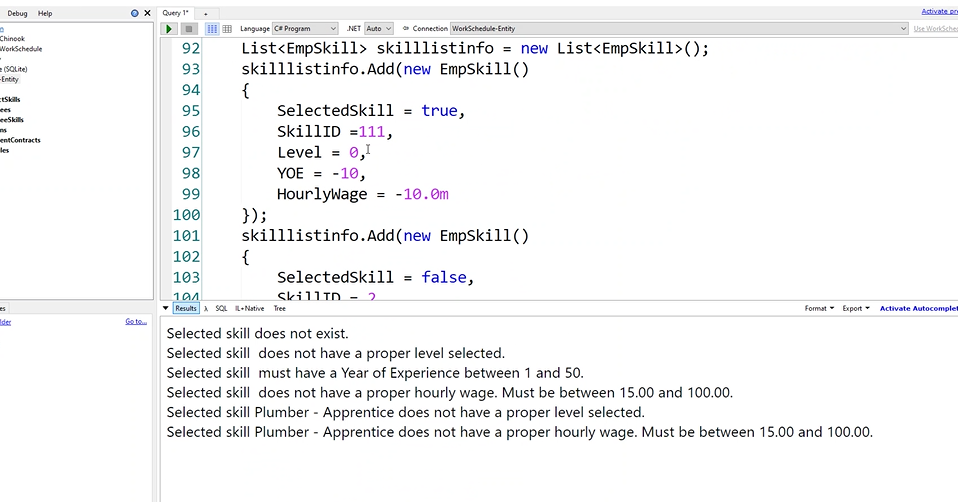 Debug Help
Query 1* +
Activate pre
Language C# Program .NET Auto Connection WorkSchedule-Entity
Use WorkSche
Chinook
WorkSchedule
(SQLite)
-Entity
ctSkills
ees
eeSkills
ns
entContracts
les
92 List<EmpSkill> skilllistinfo = new List<EmpSkill>();
93 skilllistinfo.Add(new EmpSkill()
94 {
95 SelectedSkill = true,
96 SkillID =111,
97 Level = 0,
98 YOE = -10,
99 HourlyWage = -10.0m
100 });
101 skilllistinfo.Add(new EmpSkill()
102 {
103 SelectedSkill = false,
104 SkillID = 2
es
lder Go to...
Results λ SQL IL+Native Tree
Format Export Activate Autocomplet
Selected skill does not exist.
Selected skill  does not have a proper level selected.
Selected skill  must have a Year of Experience between 1 and 50.
Selected skill  does not have a proper hourly wage. Must be between 15.00 and 100.00.
Selected skill Plumber - Apprentice does not have a proper level selected.
Selected skill Plumber - Apprentice does not have a proper hourly wage. Must be between 15.00 and 100.00.